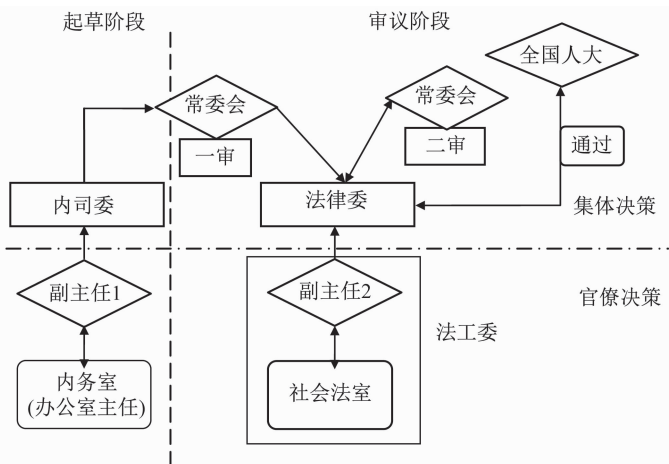 起草阶段
审议阶段
全国人大
常委会
常委会
一审
二审
通过
内司委
法律委
集体决策
副主任1
副主任2
官僚决策
法工委
内务室
(办公室主任)
社会法室